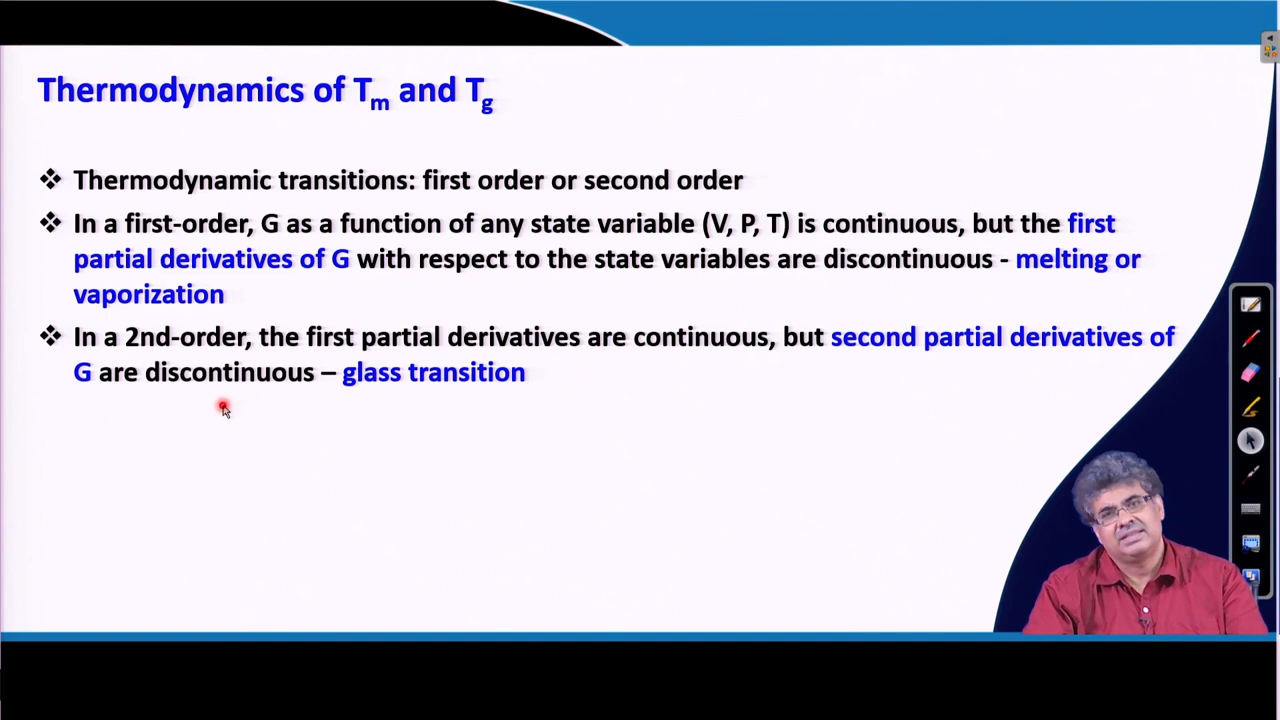 Thermodynamics of Tm and Tg
❖ Thermodynamic transitions: first order or second order
❖ In a first-order, G as a function of any state variable (V, P, T) is continuous, but the first
partial derivatives of G with respect to the state variables are discontinuous - melting or
vaporization
❖ In a 2nd-order, the first partial derivatives are continuous, but second partial derivatives of
G are discontinuous – glass transition